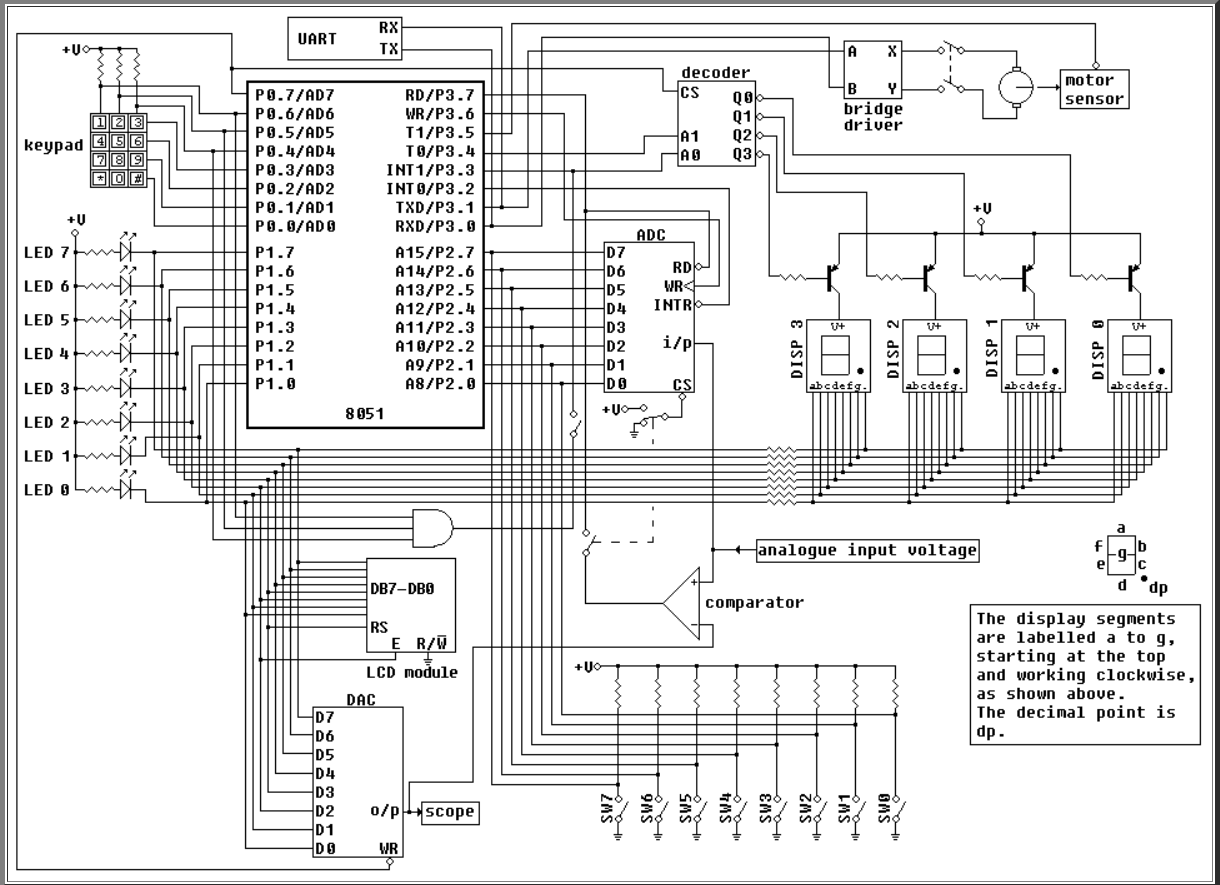 UART
RX
TX
+V
keypad
1 2 3
4 5 6
7 8 9
* 0 #
P0.7/AD7
P0.6/AD6
P0.5/AD5
P0.4/AD4
P0.3/AD3
P0.2/AD2
P0.1/AD1
P0.0/AD0
P1.7
P1.6
P1.5
P1.4
P1.3
P1.2
P1.1
P1.0
RD/P3.7
WR/P3.6
T1/P3.5
T0/P3.4
INT1/P3.3
INT0/P3.2
TXD/P3.1
RXD/P3.0
A15/P2.7
A14/P2.6
A13/P2.5
A12/P2.4
A11/P2.3
A10/P2.2
A9/P2.1
A8/P2.0
8051
+V
LED 7
LED 6
LED 5
LED 4
LED 3
LED 2
LED 1
LED 0
decoder
CS
A1
A0
Q0
Q1
Q2
Q3
A X
B Y
bridge
driver
motor
sensor
ADC
D7
D6
D5
D4
D3
D2
D1
D0
RD
WR
INTR
i/p
CS
+V
+V
DISP 3
V+
abcdefg.
DISP 2
V+
abcdefg.
DISP 1
V+
abcdefg.
DISP 0
V+
abcdefg.
analogue input voltage
+
-
comparator
DB7-DB0
RS
E R/W̅
LCD module
DAC
D7
D6
D5
D4
D3
D2
D1
D0
o/p
WR
scope
+V
SW7
SW6
SW5
SW4
SW3
SW2
SW1
SW0
a
f b
g
e c
d
dp
The display segments
are labelled a to g,
starting at the top
and working clockwise,
as shown above.
The decimal point is
dp.